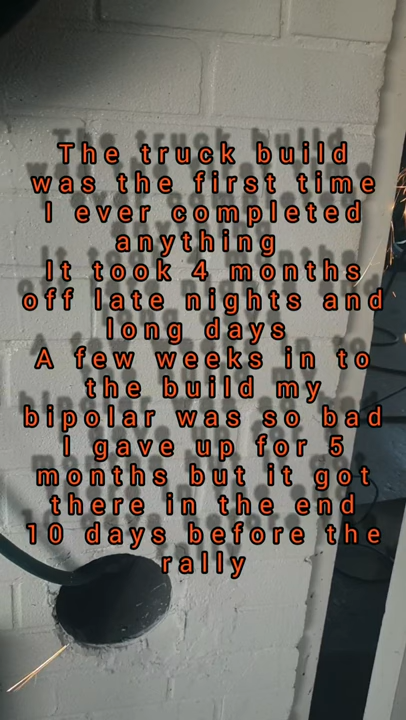 The truck build
was the first time
I ever completed
anything
It took 4 months
off late nights and
long days
A few weeks in to
the build my
bipolar was so bad
I gave up for 5
months but it got
there in the end
10 days before the
rally